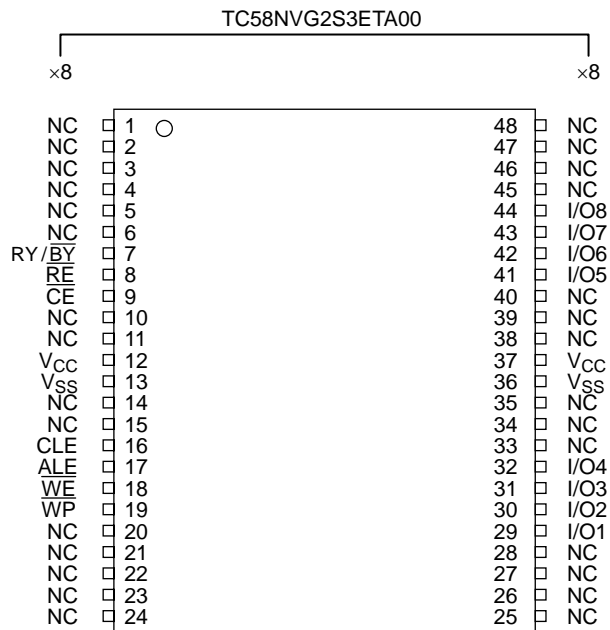 TC58NVG2S3ETA00
×8 ×8
NC 1 48 NC
NC 2 47 NC
NC 3 46 NC
NC 4 45 NC
NC 5 44 I/O8
NC 6 43 I/O7
RY/B̅Y̅ 7 42 I/O6
R̅E̅ 8 41 I/O5
C̅E̅ 9 40 NC
NC 10 39 NC
NC 11 38 NC
VCC 12 37 VCC
VSS 13 36 VSS
NC 14 35 NC
NC 15 34 NC
CLE 16 33 NC
ALE 17 32 I/O4
W̅E̅ 18 31 I/O3
W̅P̅ 19 30 I/O2
NC 20 29 I/O1
NC 21 28 NC
NC 22 27 NC
NC 23 26 NC
NC 24 25 NC